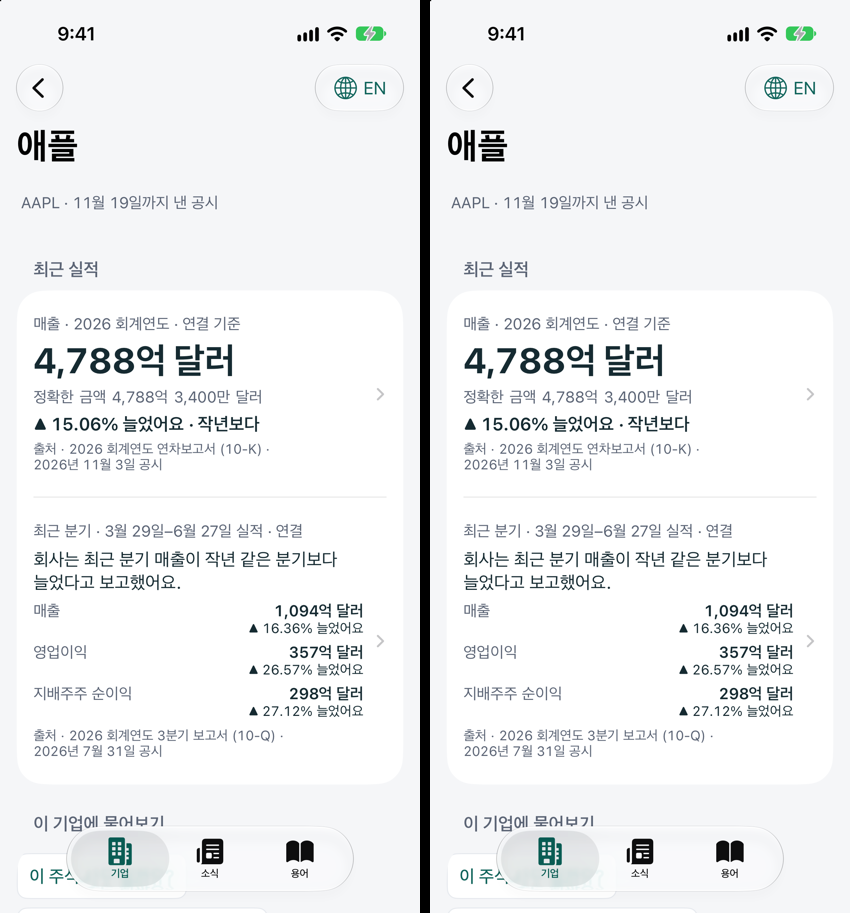 9:41
EN
애플
AAPL · 11월 19일까지 낸 공시
최근 실적
매출 · 2026 회계연도 · 연결 기준
4,788억 달러
정확한 금액 4,788억 3,400만 달러
▲ 15.06% 늘었어요 · 작년보다
출처 · 2026 회계연도 연차보고서 (10-K) ·
2026년 11월 3일 공시
최근 분기 · 3월 29일–6월 27일 실적 · 연결
회사는 최근 분기 매출이 작년 같은 분기보다
늘었다고 보고했어요.
매출 1,094억 달러
▲ 16.36% 늘었어요
영업이익 357억 달러
▲ 26.57% 늘었어요
지배주주 순이익 298억 달러
▲ 27.12% 늘었어요
출처 · 2026 회계연도 3분기 보고서 (10-Q) ·
2026년 7월 31일 공시
이 기업에 물어보기
이 주식
기업 소식 용어
9:41
EN
애플
AAPL · 11월 19일까지 낸 공시
최근 실적
매출 · 2026 회계연도 · 연결 기준
4,788억 달러
정확한 금액 4,788억 3,400만 달러
▲ 15.06% 늘었어요 · 작년보다
출처 · 2026 회계연도 연차보고서 (10-K) ·
2026년 11월 3일 공시
최근 분기 · 3월 29일–6월 27일 실적 · 연결
회사는 최근 분기 매출이 작년 같은 분기보다
늘었다고 보고했어요.
매출 1,094억 달러
▲ 16.36% 늘었어요
영업이익 357억 달러
▲ 26.57% 늘었어요
지배주주 순이익 298억 달러
▲ 27.12% 늘었어요
출처 · 2026 회계연도 3분기 보고서 (10-Q) ·
2026년 7월 31일 공시
이 기업에 물어보기
이 주식
기업 소식 용어